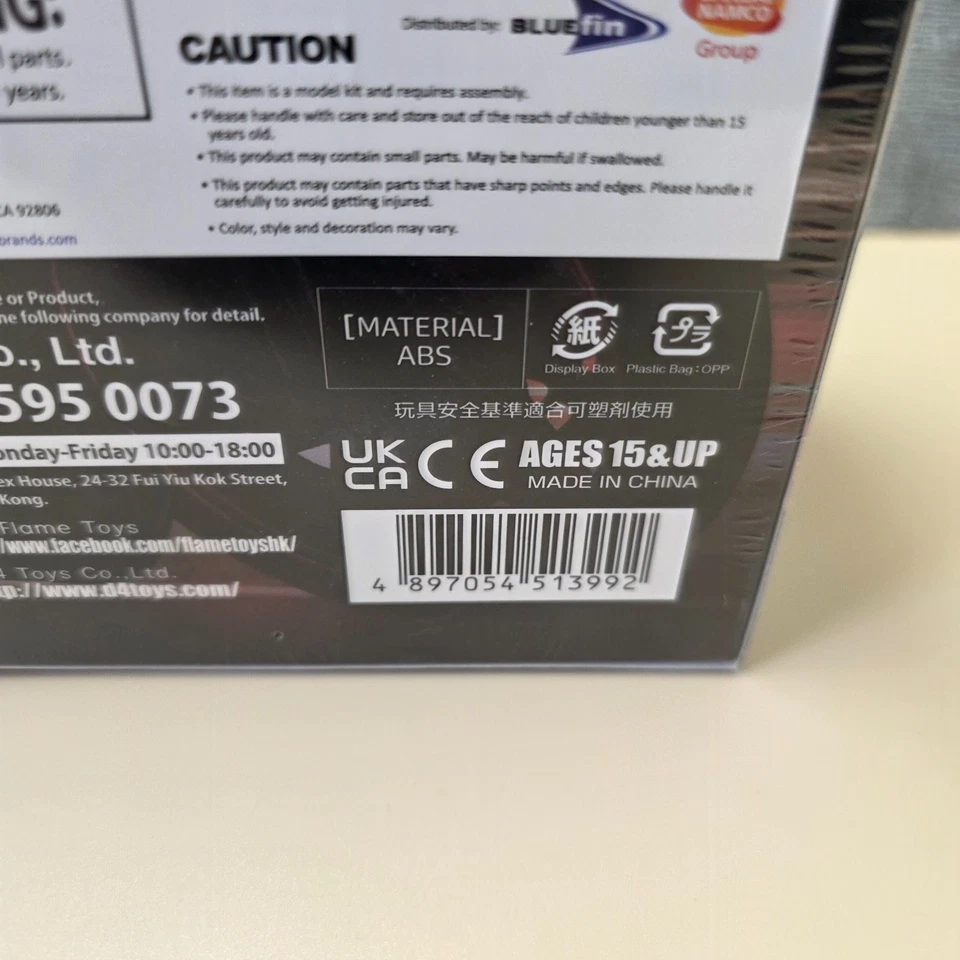 G:
parts.
years.
CA 92806
brands.com
Distributed by: BLUEfin
NAMCO
Group
CAUTION
• This item is a model kit and requires assembly.
• Please handle with care and store out of the reach of children younger than 15
years old.
• This product may contain small parts. May be harmful if swallowed.
• This product may contain parts that have sharp points and edges. Please handle it
carefully to avoid getting injured.
• Color, style and decoration may vary.
or Product,
following company for detail.
o., Ltd.
595 0073
onday-Friday 10:00-18:00
House, 24-32 Fui Yiu Kok Street,
Kong.
Flame Toys
/www.facebook.com/flametoyshk/
4 Toys Co.,Ltd.
tp://www.d4toys.com/
[MATERIAL]
ABS
紙
Display Box
プラ
Plastic Bag:OPP
玩具安全基準適合可塑剤使用
UK
CA
CE
AGES 15&UP
MADE IN CHINA
4 897054 513992